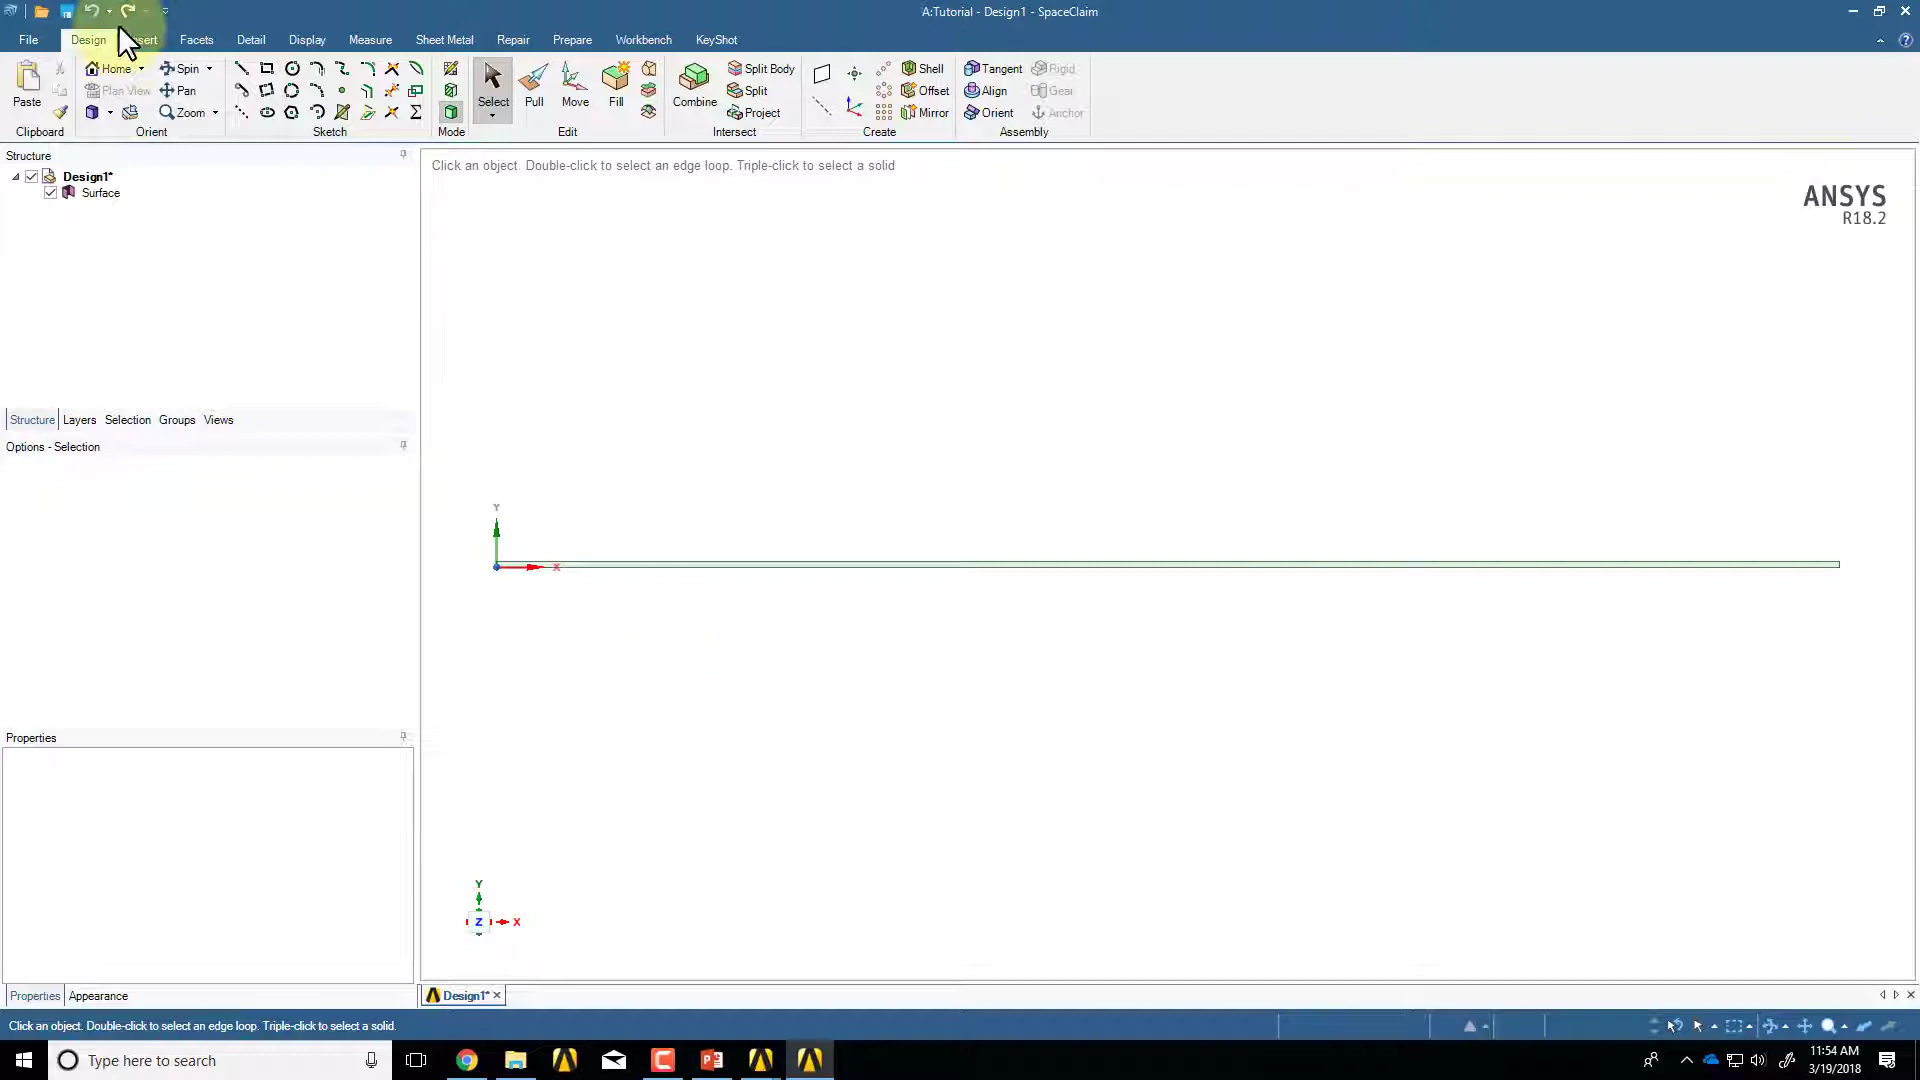 A:Tutorial - Design1 - SpaceClaim
File Design Insert Facets Detail Display Measure Sheet Metal Repair Prepare Workbench KeyShot
Paste
Clipboard
Home
Plan View
Spin
Pan
Zoom
Orient
Sketch
Mode
Select
Pull
Move
Fill
Edit
Combine
Split Body
Split
Project
Intersect
Shell
Offset
Mirror
Create
Tangent
Align
Orient
Rigid
Gear
Anchor
Assembly
Structure
Design1*
Surface
Structure Layers Selection Groups Views
Options - Selection
Properties
Properties Appearance
Click an object. Double-click to select an edge loop. Triple-click to select a solid
ANSYS
R18.2
Y
X
Y
Z
X
Design1*
Click an object. Double-click to select an edge loop. Triple-click to select a solid.
Type here to search
11:54 AM
3/19/2018